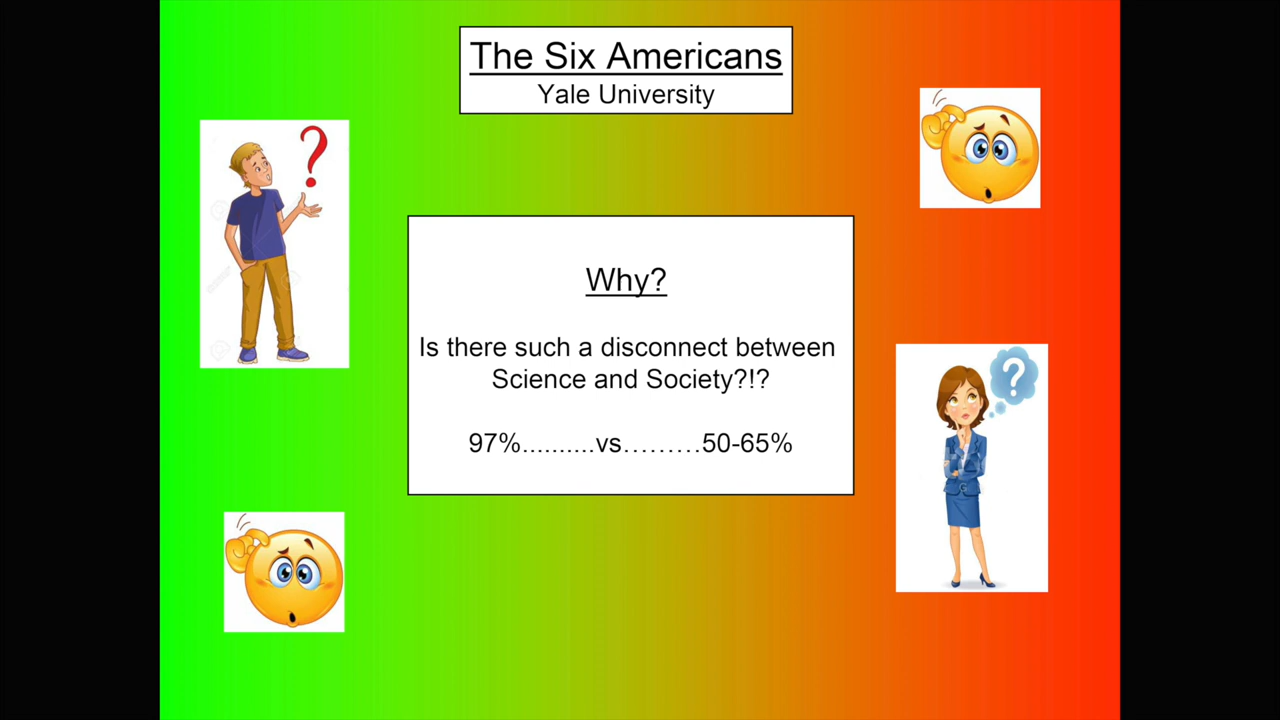 The Six Americans
Yale University
Why?
Is there such a disconnect between
Science and Society?!?
97%..........vs.........50-65%
?
?